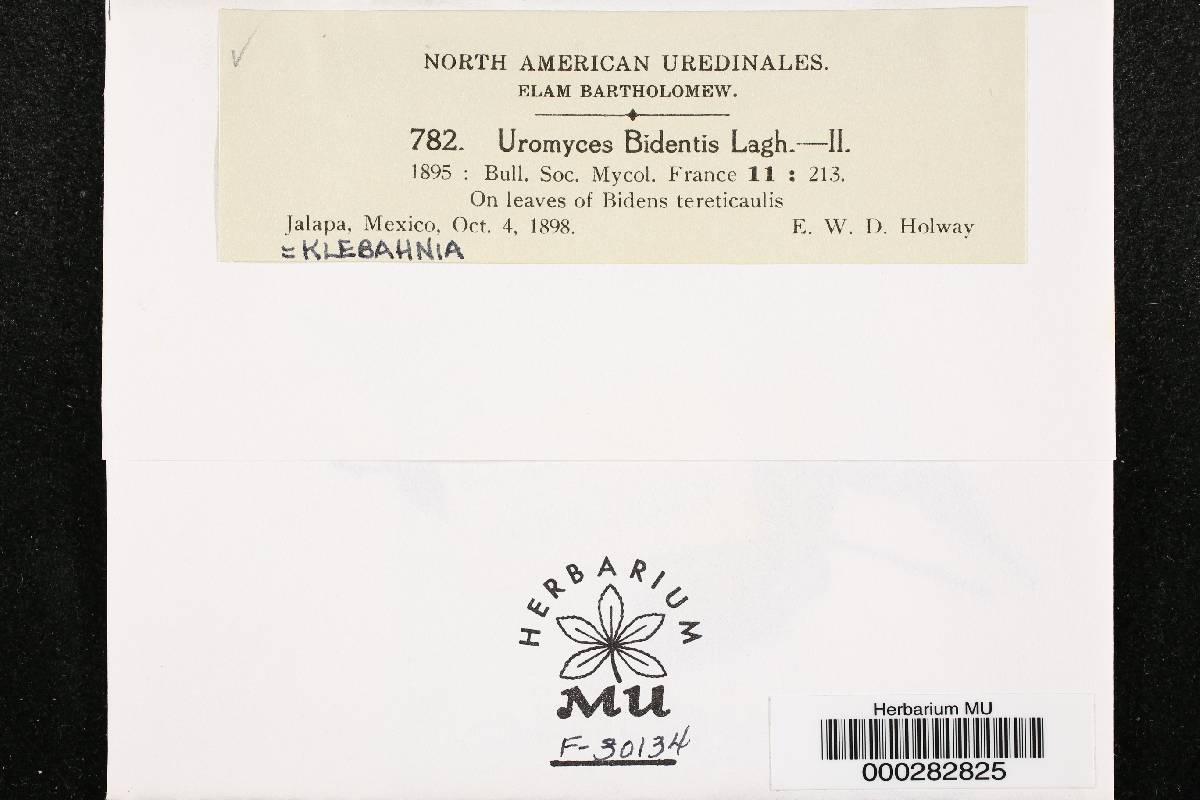 NORTH AMERICAN UREDINALES.
ELAM BARTHOLOMEW.
782. Uromyces Bidentis Lagh.—II.
1895 : Bull. Soc. Mycol. France 11 : 213.
On leaves of Bidens tereticaulis
Jalapa, Mexico, Oct. 4, 1898. E. W. D. Holway
= KLEBAHNIA
HERBARIUM
MU
F-30134
Herbarium MU
000282825